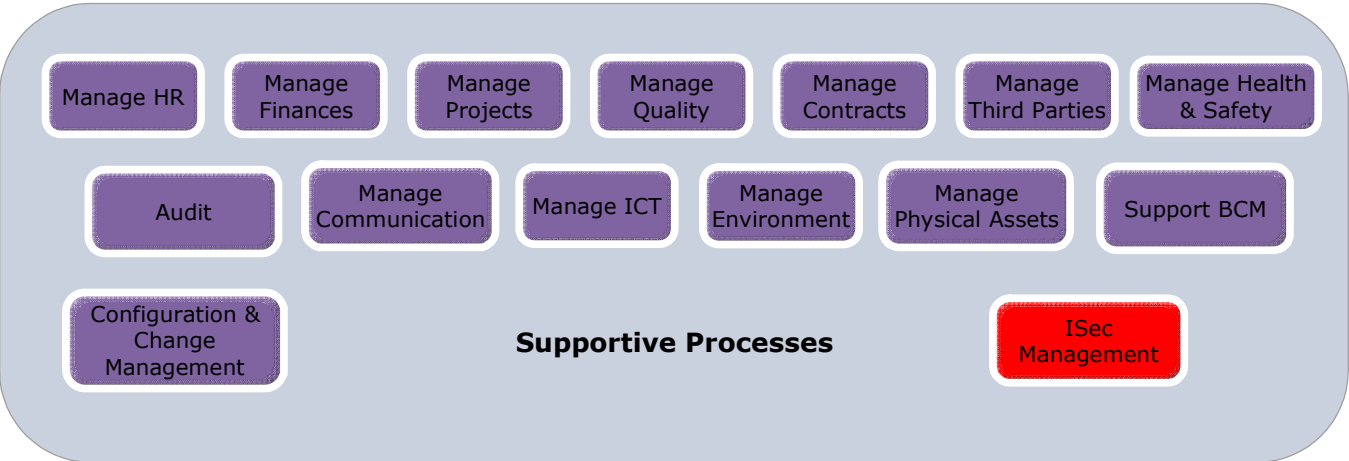 Manage HR
Manage
Finances
Manage
Projects
Manage
Quality
Manage
Contracts
Manage
Third Parties
Manage Health
& Safety
Audit
Manage
Communication
Manage ICT
Manage
Environment
Manage
Physical Assets
Support BCM
Configuration &
Change
Management
Supportive Processes
ISec
Management